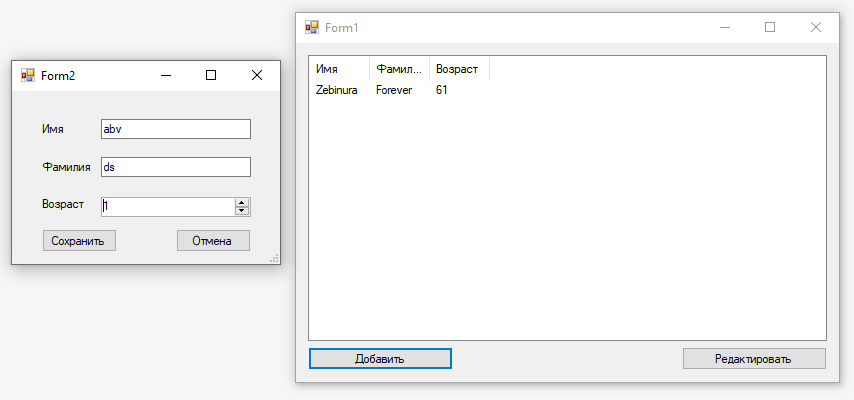 Form2
Имя abv
Фамилия ds
Возраст 1
Сохранить Отмена
Form1
Имя Фамил... Возраст
Zebinura Forever 61
Добавить Редактировать